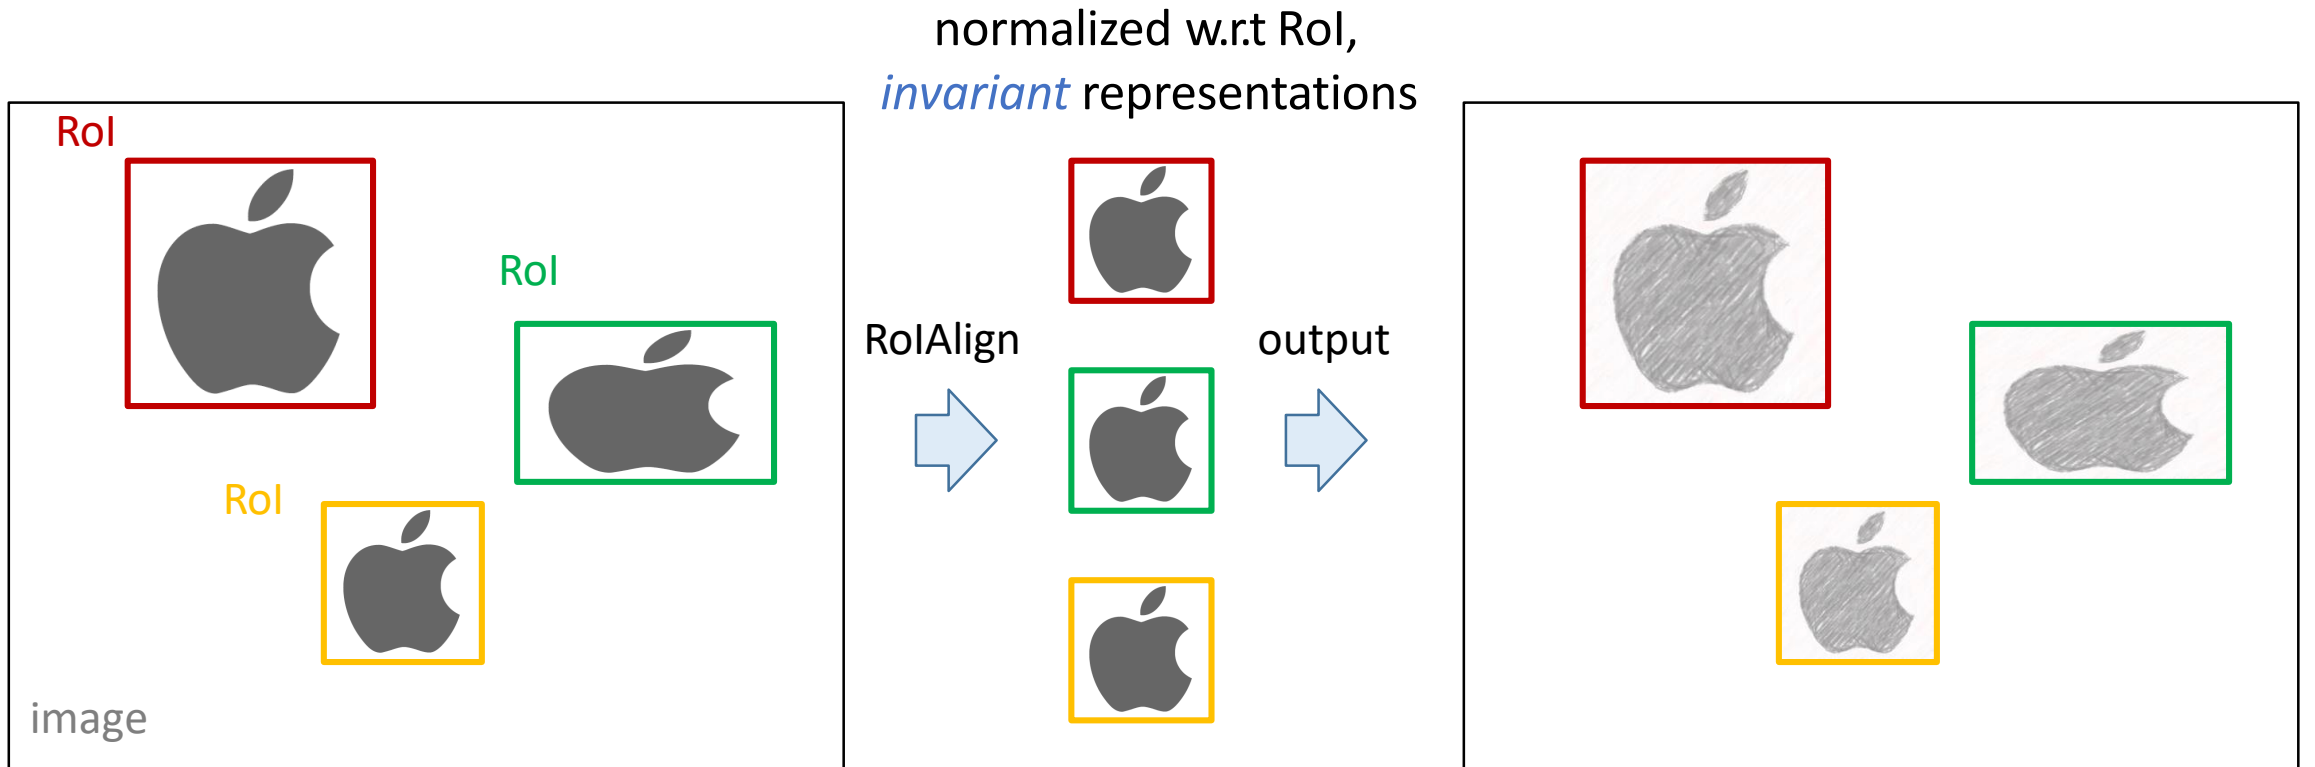 normalized w.r.t RoI,
invariant representations
RoI
RoI
RoI
image
RoIAlign
output